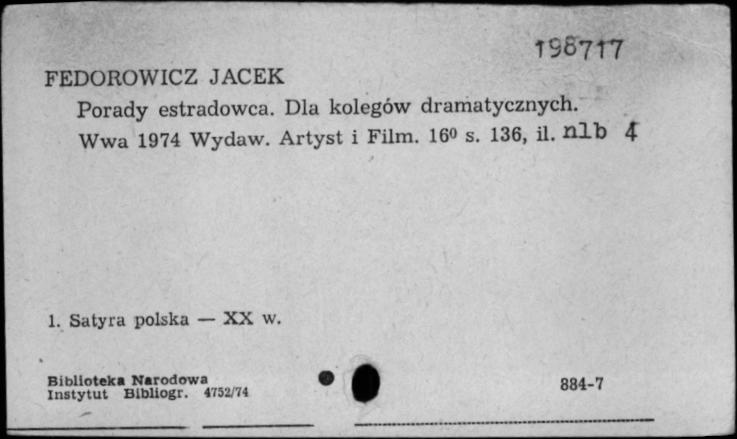 198717
FEDOROWICZ JACEK
Porady estradowca. Dla kolegów dramatycznych.
Wwa 1974 Wydaw. Artyst i Film. 16⁰ s. 136, il. nlb 4
1. Satyra polska — XX w.
Biblioteka Narodowa
Instytut Bibliogr. 4752/74
884-7